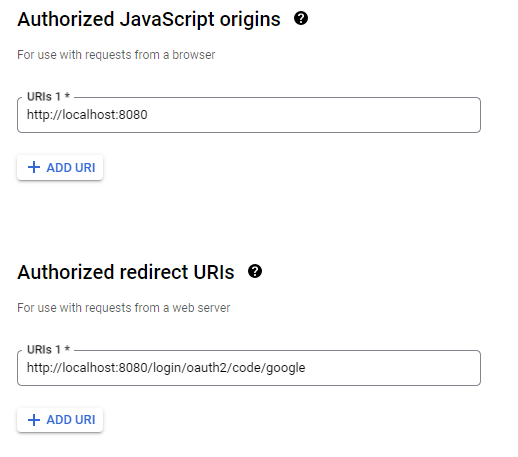 Authorized JavaScript origins ?
For use with requests from a browser
URIs 1 *
http://localhost:8080
+ ADD URI
Authorized redirect URIs ?
For use with requests from a web server
URIs 1 *
http://localhost:8080/login/oauth2/code/google
+ ADD URI